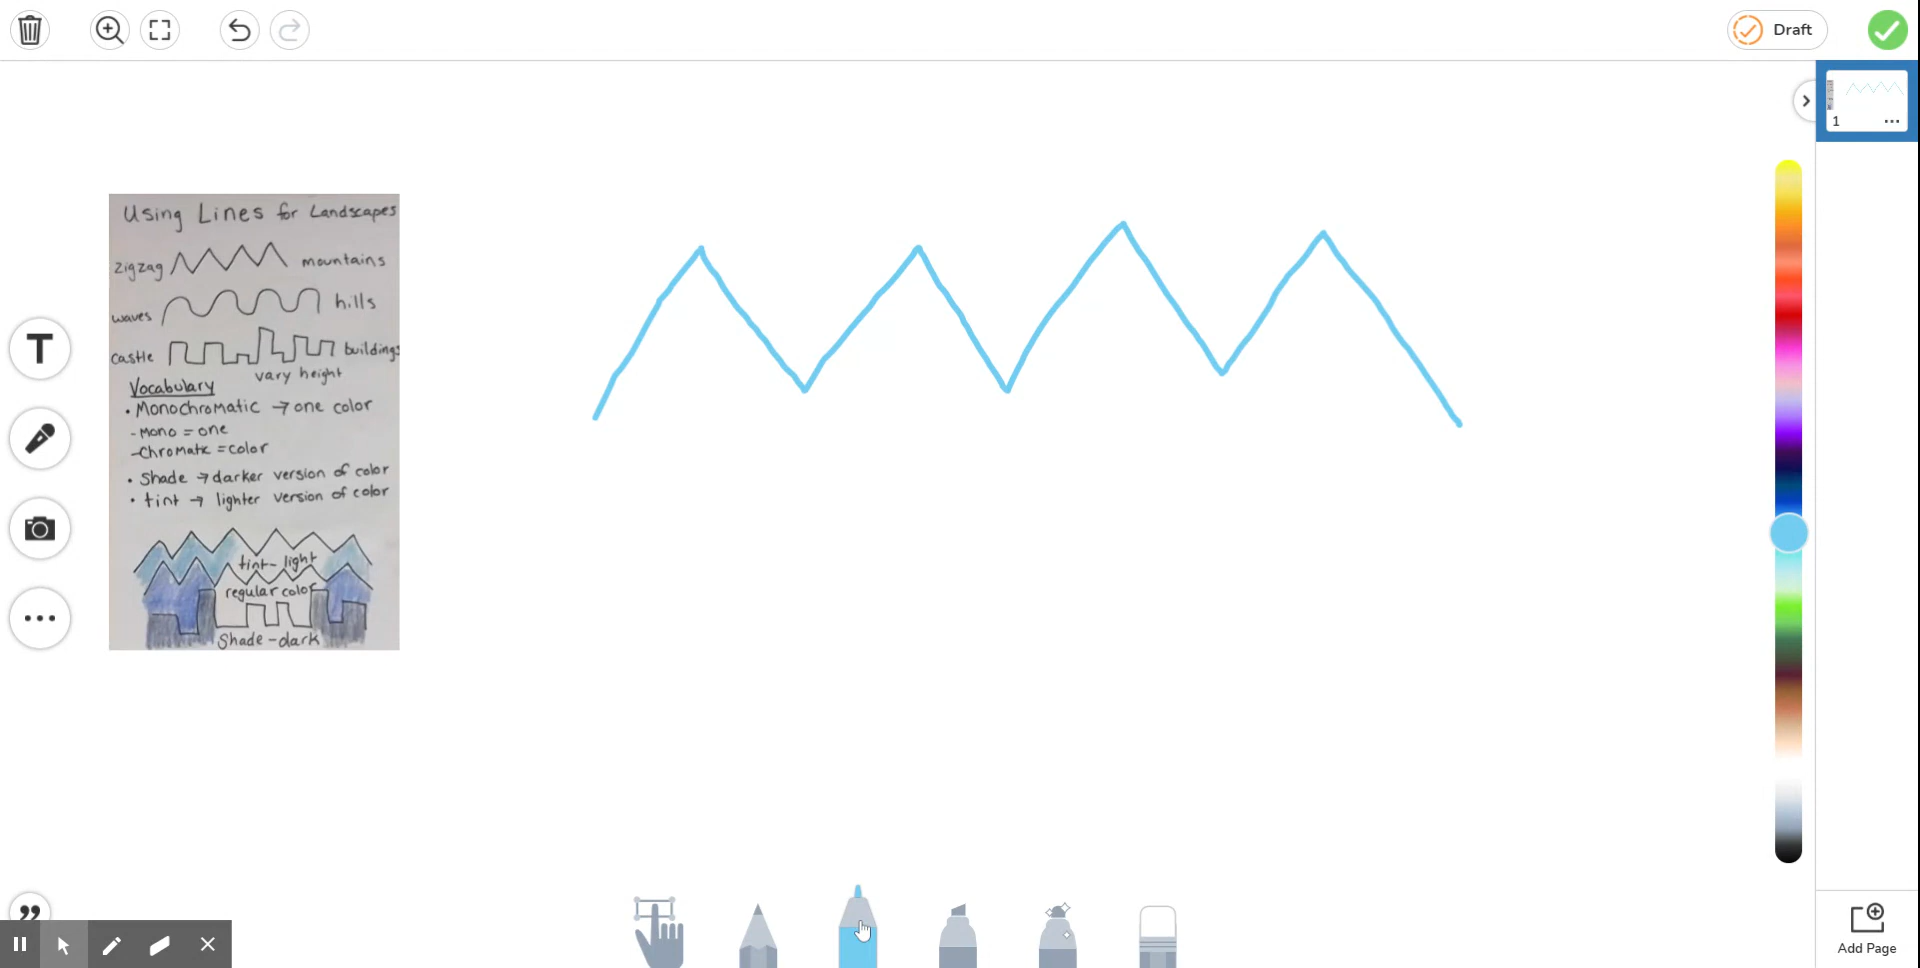 Draft
1
Using Lines for Landscapes
zigzag mountains
waves hills
castle buildings
vary height
Vocabulary
• Monochromatic → one color
- Mono = one
- Chromatic = color
• Shade → darker version of color
• tint → lighter version of color
tint - light
regular color
Shade - dark
T
Add Page